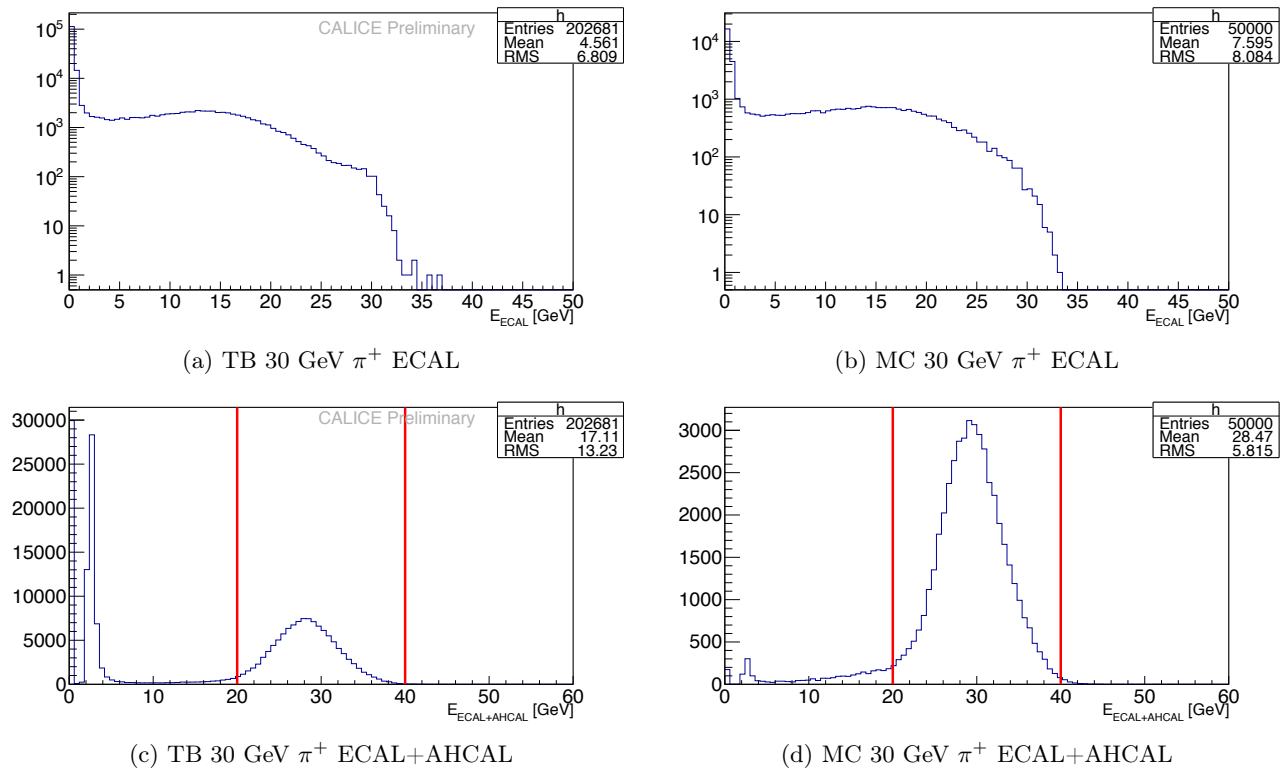 CALICE Preliminary
h
Entries 202681
Mean 4.561
RMS 6.809
10^5
10^4
10^3
10^2
10
1
0 5 10 15 20 25 30 35 40 45 50
E_ECAL [GeV]
(a) TB 30 GeV π+ ECAL
h
Entries 50000
Mean 7.595
RMS 8.084
10^4
10^3
10^2
10
1
0 5 10 15 20 25 30 35 40 45 50
E_ECAL [GeV]
(b) MC 30 GeV π+ ECAL
CALICE Preliminary
h
Entries 202681
Mean 17.11
RMS 13.23
30000
25000
20000
15000
10000
5000
0
0 10 20 30 40 50 60
E_ECAL+AHCAL [GeV]
(c) TB 30 GeV π+ ECAL+AHCAL
h
Entries 50000
Mean 28.47
RMS 5.815
3000
2500
2000
1500
1000
500
0
0 10 20 30 40 50 60
E_ECAL+AHCAL [GeV]
(d) MC 30 GeV π+ ECAL+AHCAL